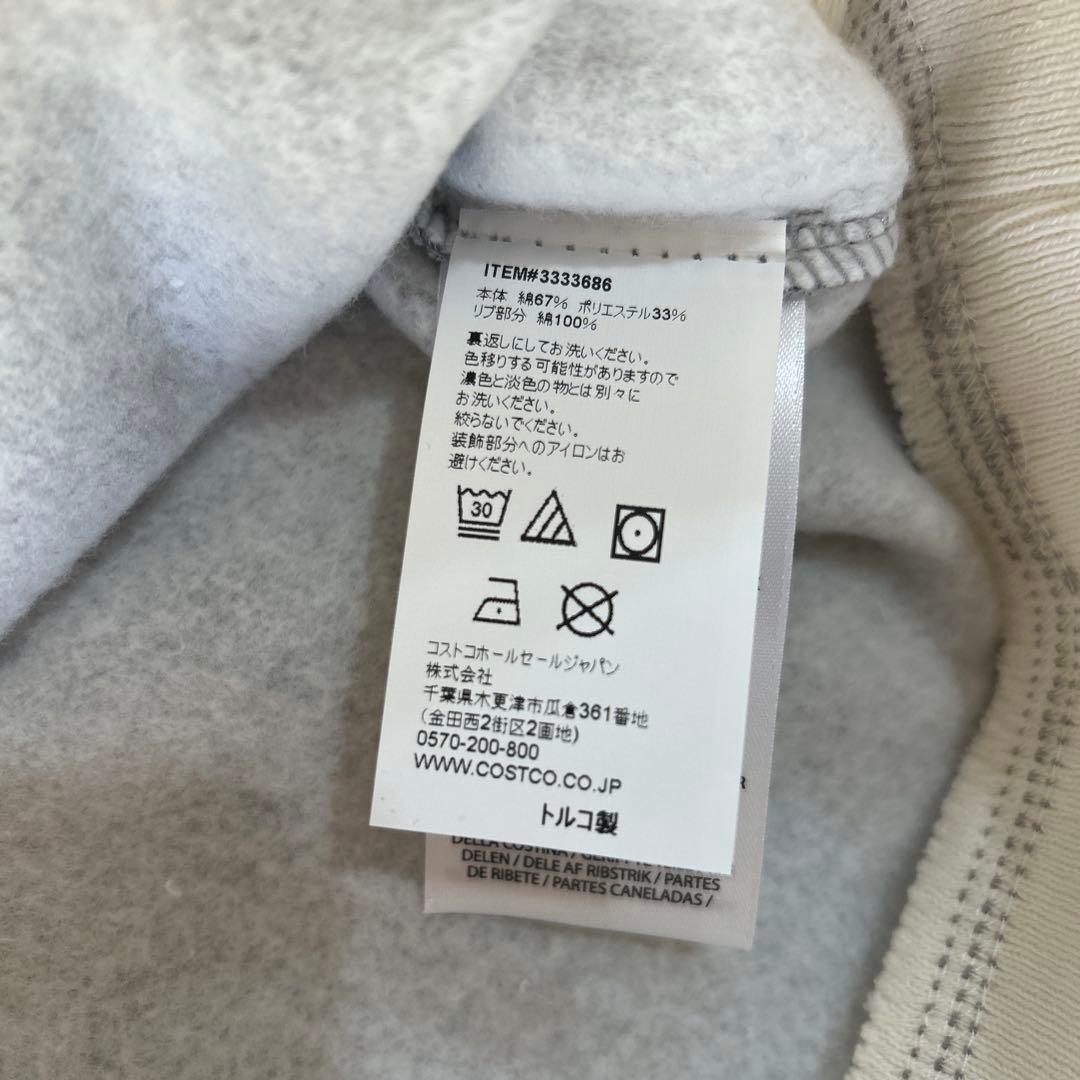 ITEM#3333686
本体 綿67% ポリエステル33%
リブ部分 綿100%
裏返しにしてお洗いください。
色移りする可能性がありますので
濃色と淡色の物とは別々に
お洗いください。
絞らないでください。
装飾部分へのアイロンはお
避けください。
30
コストコホールセールジャパン
株式会社
千葉県木更津市瓜倉361番地
(金田西2街区2画地)
0570-200-800
WWW.COSTCO.CO.JP
トルコ製
DELLA COSTINA /
DELEN / DELE AF RIBSTRIK / PARTES
DE RIBETE / PARTES CANELADAS /